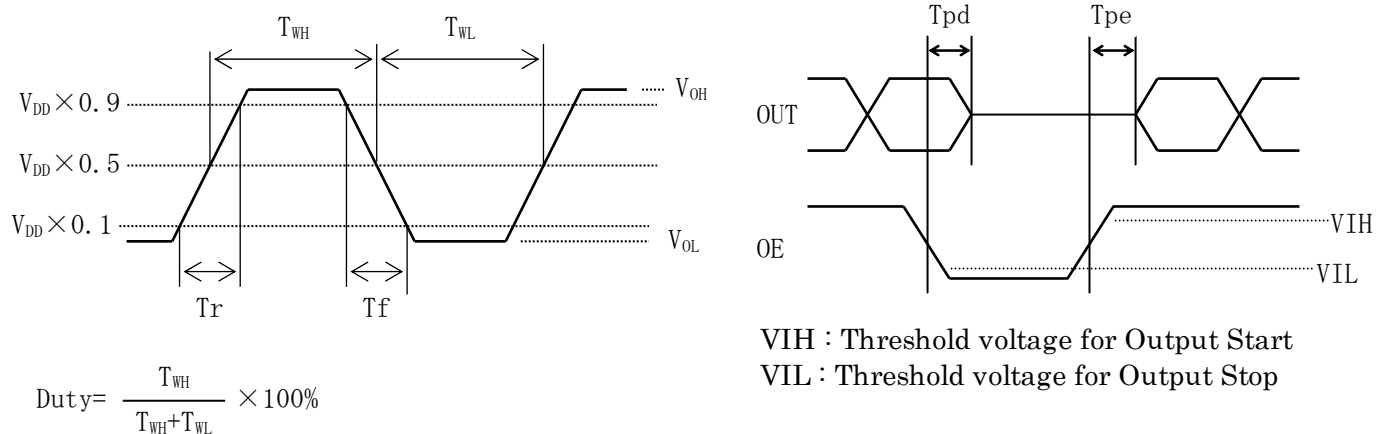 T_WH
T_WL
V_DD×0.9
V_OH
V_DD×0.5
V_DD×0.1
V_OL
Tr
Tf
Duty= T_WH / T_WH+T_WL ×100%
Tpd
Tpe
OUT
OE
VIH
VIL
VIH : Threshold voltage for Output Start
VIL : Threshold voltage for Output Stop